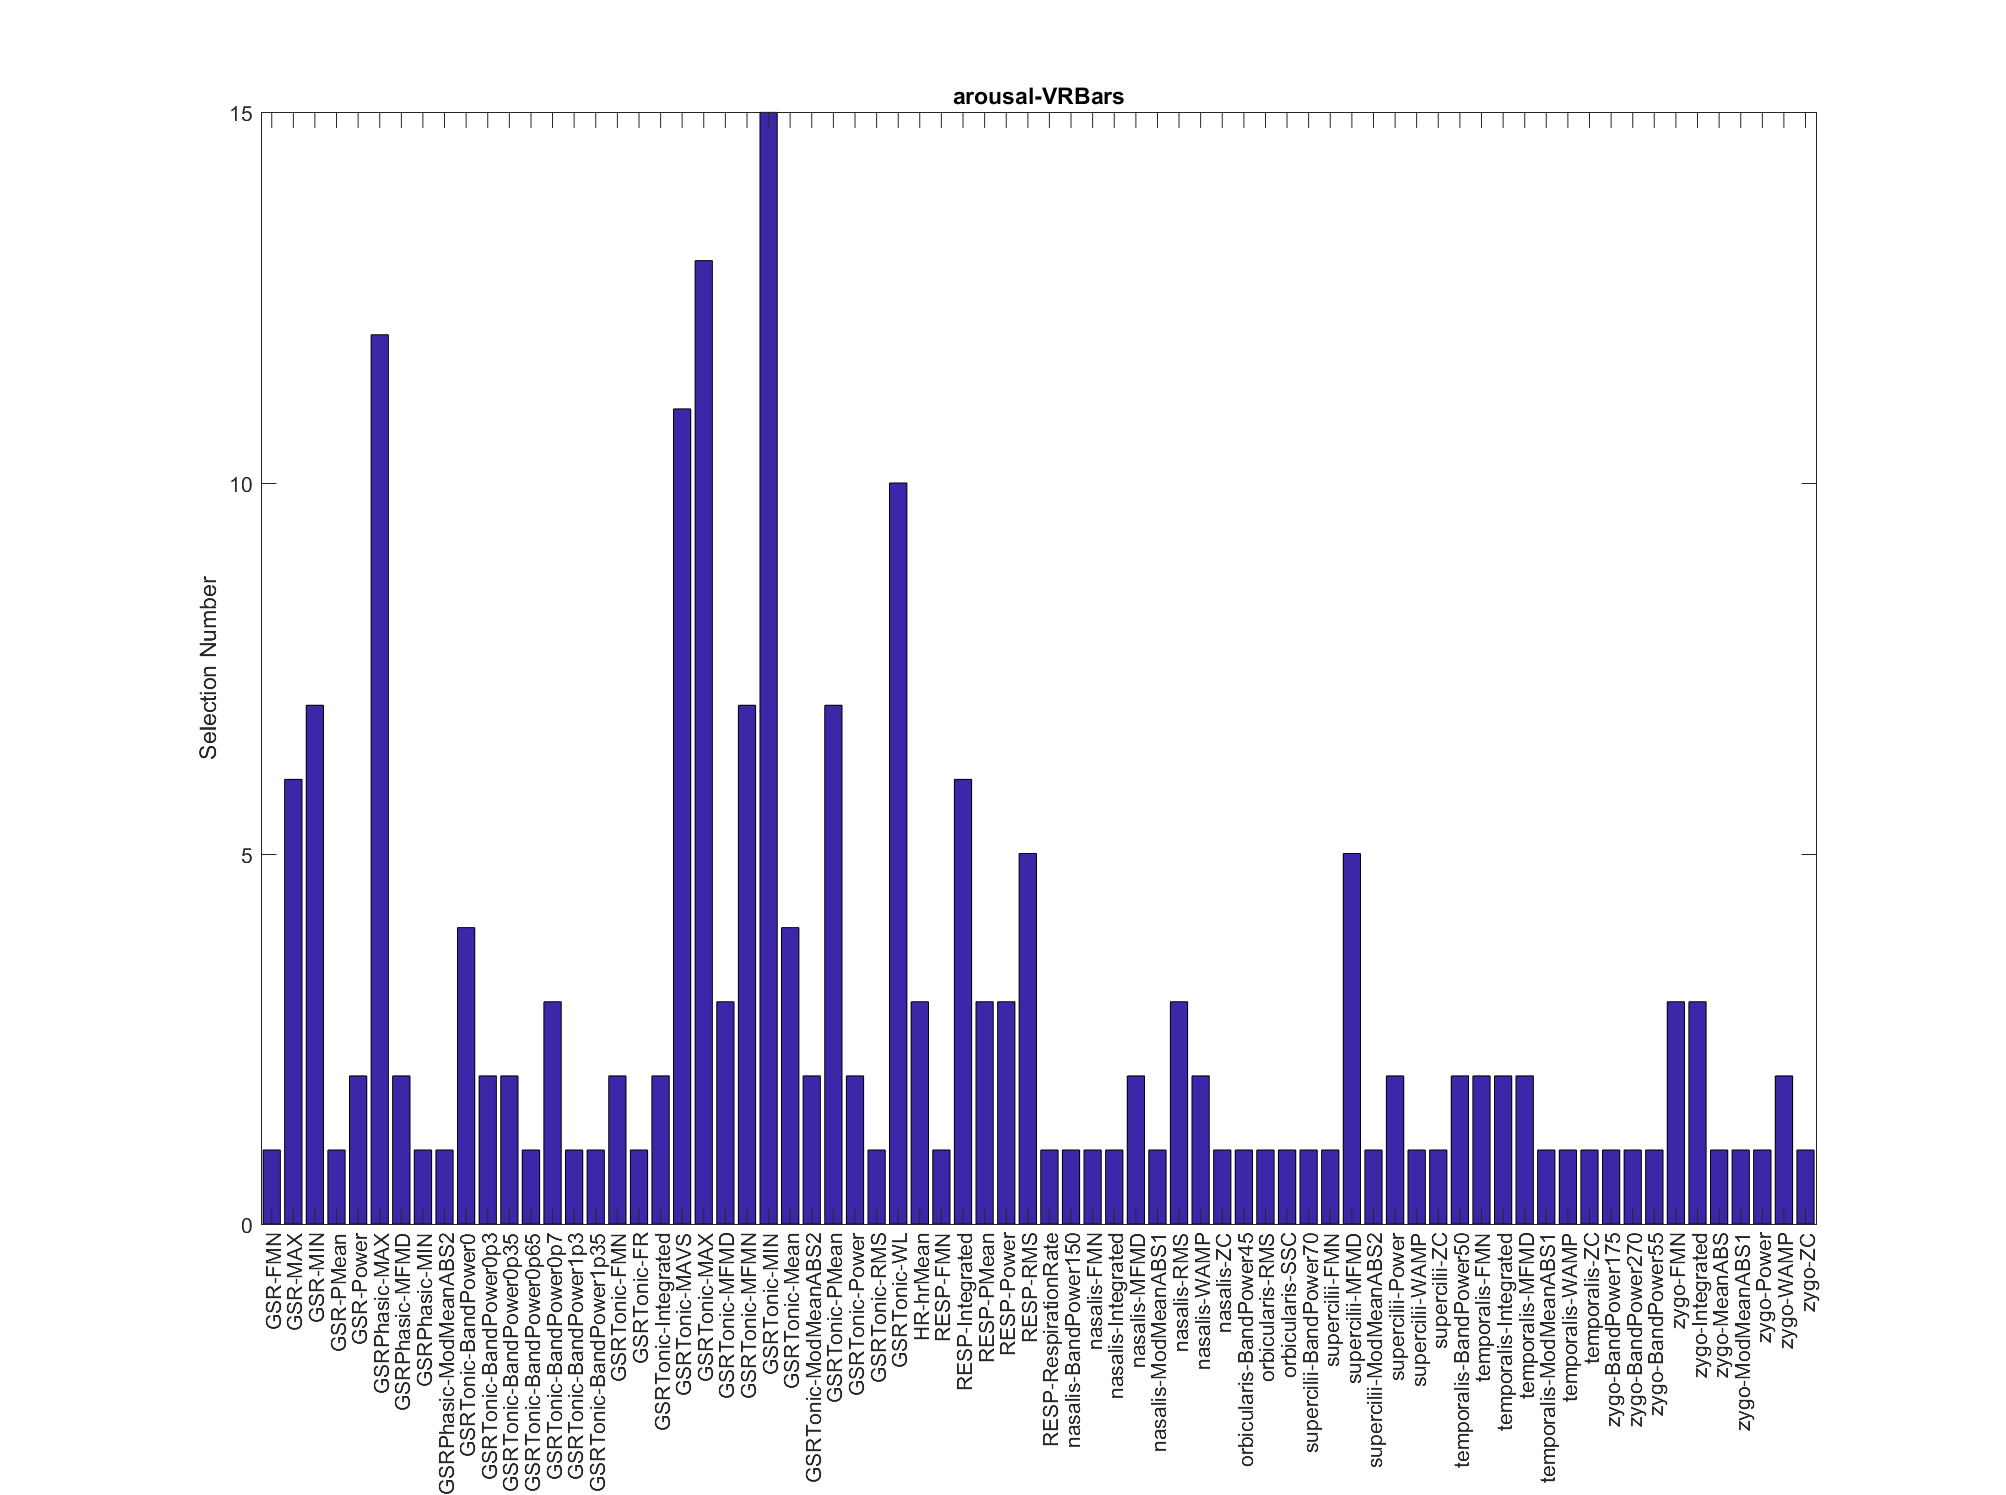 arousal-VRBars
15
10
5
0
Selection Number
GSR-FMN
GSR-MAX
GSR-MIN
GSR-PMean
GSR-Power
GSRPhasic-MAX
GSRPhasic-MFMD
GSRPhasic-MIN
GSRPhasic-ModMeanABS2
GSRTonic-BandPower0
GSRTonic-BandPower0p3
GSRTonic-BandPower0p35
GSRTonic-BandPower0p65
GSRTonic-BandPower0p7
GSRTonic-BandPower1p3
GSRTonic-BandPower1p35
GSRTonic-FMN
GSRTonic-FR
GSRTonic-Integrated
GSRTonic-MAVS
GSRTonic-MAX
GSRTonic-MFMD
GSRTonic-MFMN
GSRTonic-MIN
GSRTonic-Mean
GSRTonic-ModMeanABS2
GSRTonic-PMean
GSRTonic-Power
GSRTonic-RMS
GSRTonic-WL
HR-hrMean
RESP-FMN
RESP-Integrated
RESP-PMean
RESP-Power
RESP-RMS
RESP-RespirationRate
nasalis-BandPower150
nasalis-FMN
nasalis-Integrated
nasalis-MFMD
nasalis-ModMeanABS1
nasalis-RMS
nasalis-WAMP
nasalis-ZC
orbicularis-BandPower45
orbicularis-RMS
orbicularis-SSC
supercilii-BandPower70
supercilii-FMN
supercilii-MFMD
supercilii-ModMeanABS2
supercilii-Power
supercilii-WAMP
supercilii-ZC
temporalis-BandPower50
temporalis-FMN
temporalis-Integrated
temporalis-MFMD
temporalis-ModMeanABS1
temporalis-WAMP
temporalis-ZC
zygo-BandPower175
zygo-BandPower270
zygo-BandPower55
zygo-FMN
zygo-Integrated
zygo-MeanABS
zygo-ModMeanABS1
zygo-Power
zygo-WAMP
zygo-ZC